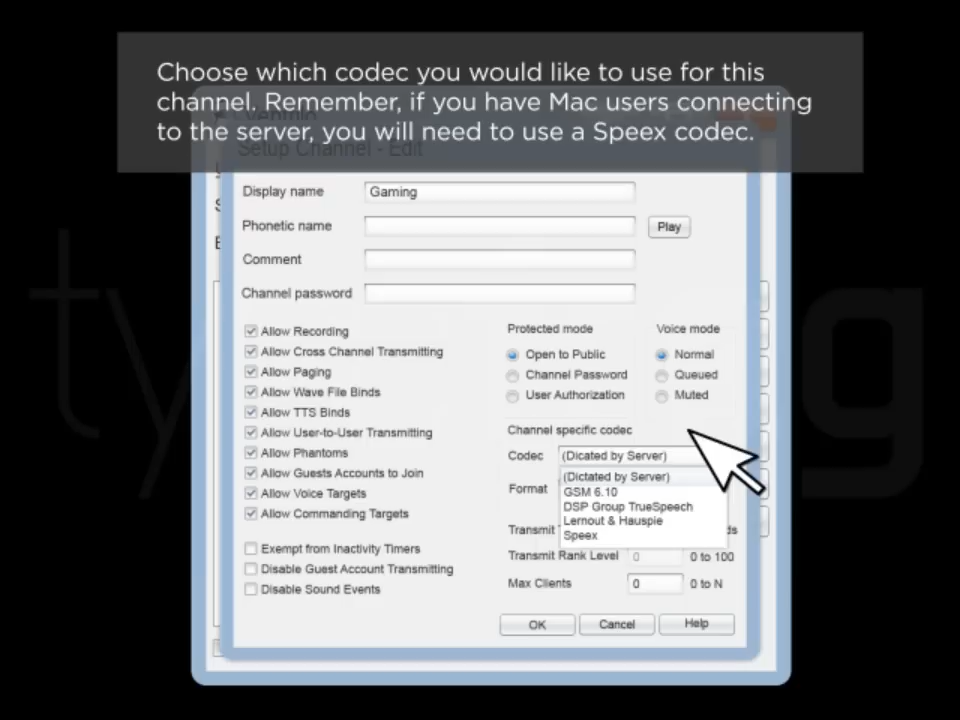 Choose which codec you would like to use for this
channel. Remember, if you have Mac users connecting
to the server, you will need to use a Speex codec.
Setup Channel - Edit
Display name Gaming
Phonetic name Play
Comment
Channel password
Allow Recording
Allow Cross Channel Transmitting
Allow Paging
Allow Wave File Binds
Allow TTS Binds
Allow User-to-User Transmitting
Allow Phantoms
Allow Guests Accounts to Join
Allow Voice Targets
Allow Commanding Targets
Exempt from Inactivity Timers
Disable Guest Account Transmitting
Disable Sound Events
Protected mode
Open to Public
Channel Password
User Authorization
Voice mode
Normal
Queued
Muted
Channel specific codec
Codec (Dicated by Server)
(Dictated by Server)
GSM 6.10
DSP Group TrueSpeech
Lernout & Hauspie
Speex
Format
Transmit
Transmit Rank Level 0 0 to 100
Max Clients 0 0 to N
OK Cancel Help